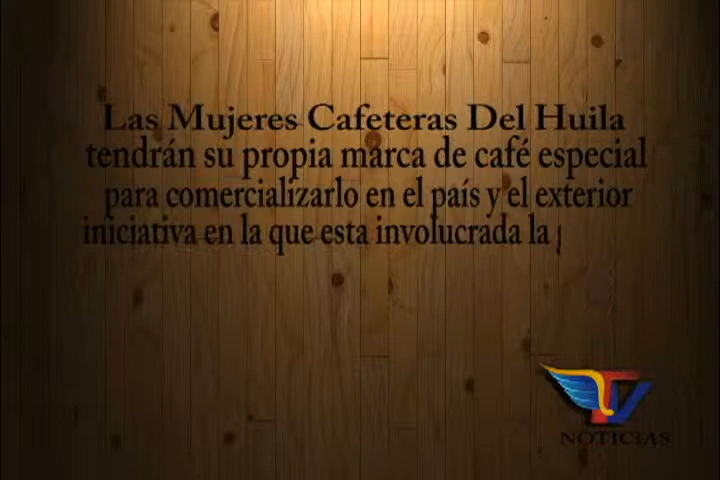 Las Mujeres Cafeteras Del Huila
tendrán su propia marca de café especial
para comercializarlo en el país y el exterior
iniciativa en la que esta involucrada la
TV
NOTICIAS